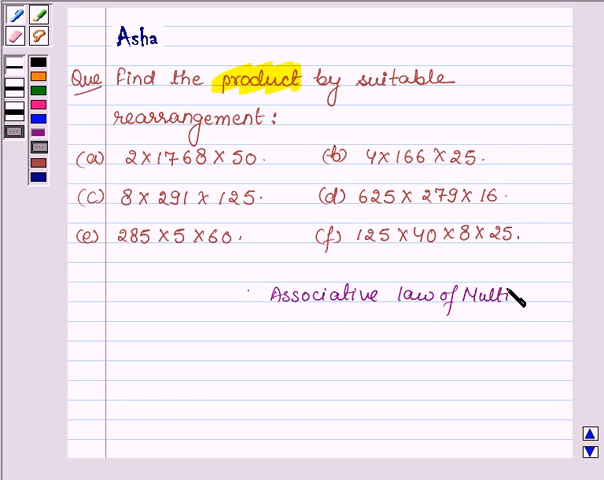 Asha
Que Find the product by suitable
rearrangement:
(a) 2×1768×50. (b) 4×166×25.
(c) 8×291×125. (d) 625×279×16.
(e) 285×5×60. (f) 125×40×8×25.
Associative law of Multi